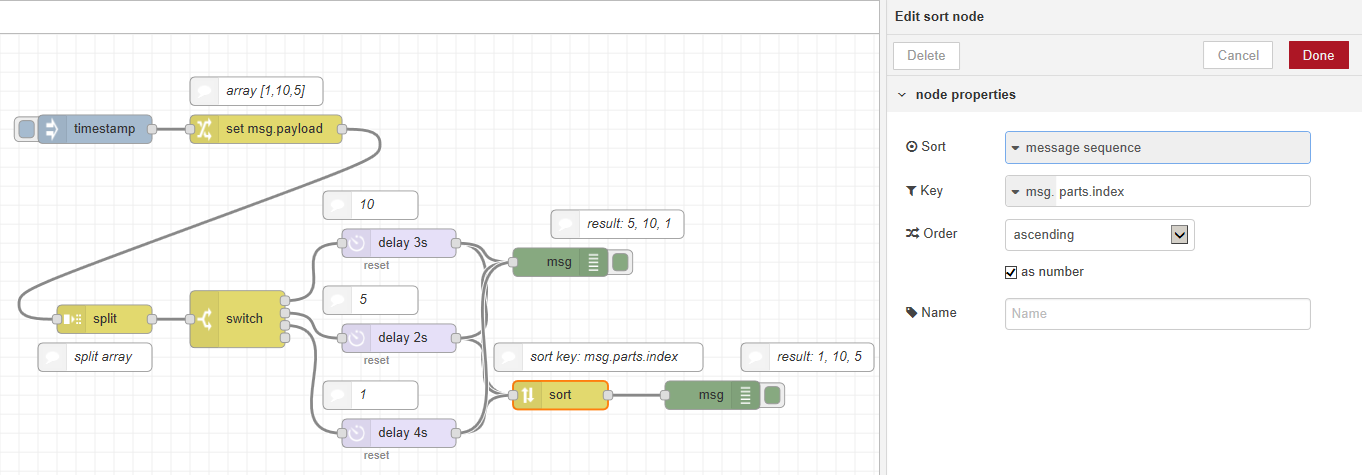 array [1,10,5]
timestamp
set msg.payload
10
result: 5, 10, 1
delay 3s
msg
reset
5
split
switch
delay 2s
split array
reset
sort key: msg.parts.index
result: 1, 10, 5
1
sort
msg
delay 4s
reset
Edit sort node
Delete
Cancel
Done
node properties
Sort
message sequence
Key
msg. parts.index
Order
ascending
as number
Name
Name